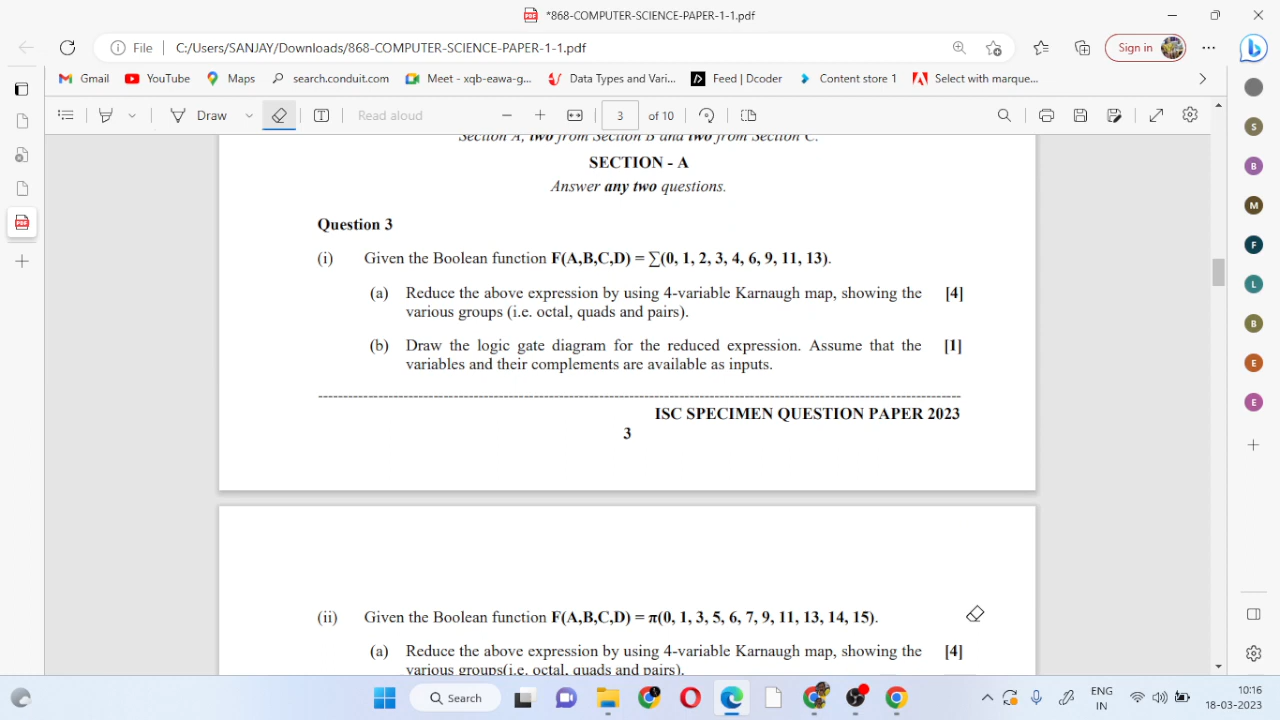 *868-COMPUTER-SCIENCE-PAPER-1-1.pdf
File C:/Users/SANJAY/Downloads/868-COMPUTER-SCIENCE-PAPER-1-1.pdf Sign in
Gmail YouTube Maps search.conduit.com Meet - xqb-eawa-g... Data Types and Vari... Feed | Dcoder Content store 1 Select with marque...
Draw Read aloud 3 of 10
Section A, two from Section B and two from Section C.
SECTION - A
Answer any two questions.
Question 3
(i) Given the Boolean function F(A,B,C,D) = ∑(0, 1, 2, 3, 4, 6, 9, 11, 13).
(a) Reduce the above expression by using 4-variable Karnaugh map, showing the [4]
various groups (i.e. octal, quads and pairs).
(b) Draw the logic gate diagram for the reduced expression. Assume that the [1]
variables and their complements are available as inputs.
ISC SPECIMEN QUESTION PAPER 2023
3
(ii) Given the Boolean function F(A,B,C,D) = π(0, 1, 3, 5, 6, 7, 9, 11, 13, 14, 15).
(a) Reduce the above expression by using 4-variable Karnaugh map, showing the [4]
various groups(i.e. octal, quads and pairs).
S
B
M
F
L
B
E
E
Search
ENG
IN
10:16
18-03-2023